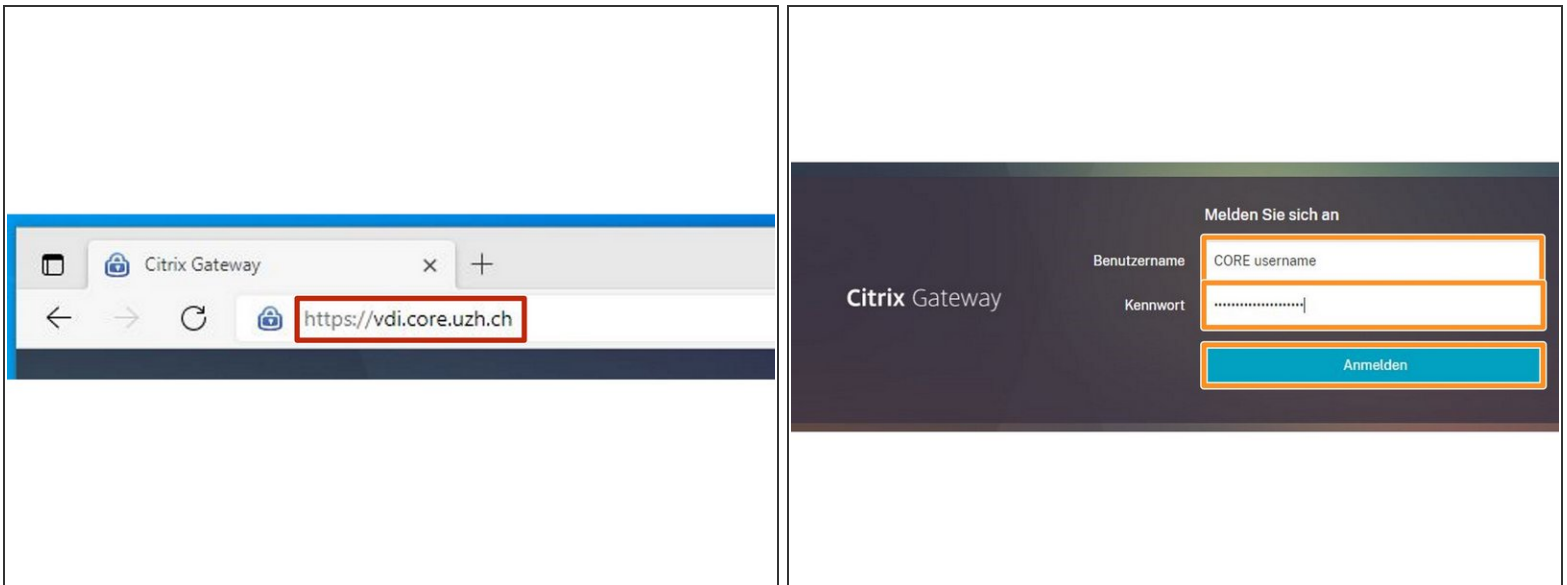 Citrix Gateway
https://vdi.core.uzh.ch
Melden Sie sich an
Benutzername CORE username
Citrix Gateway
Kennwort •••••••••••••••••••••
Anmelden